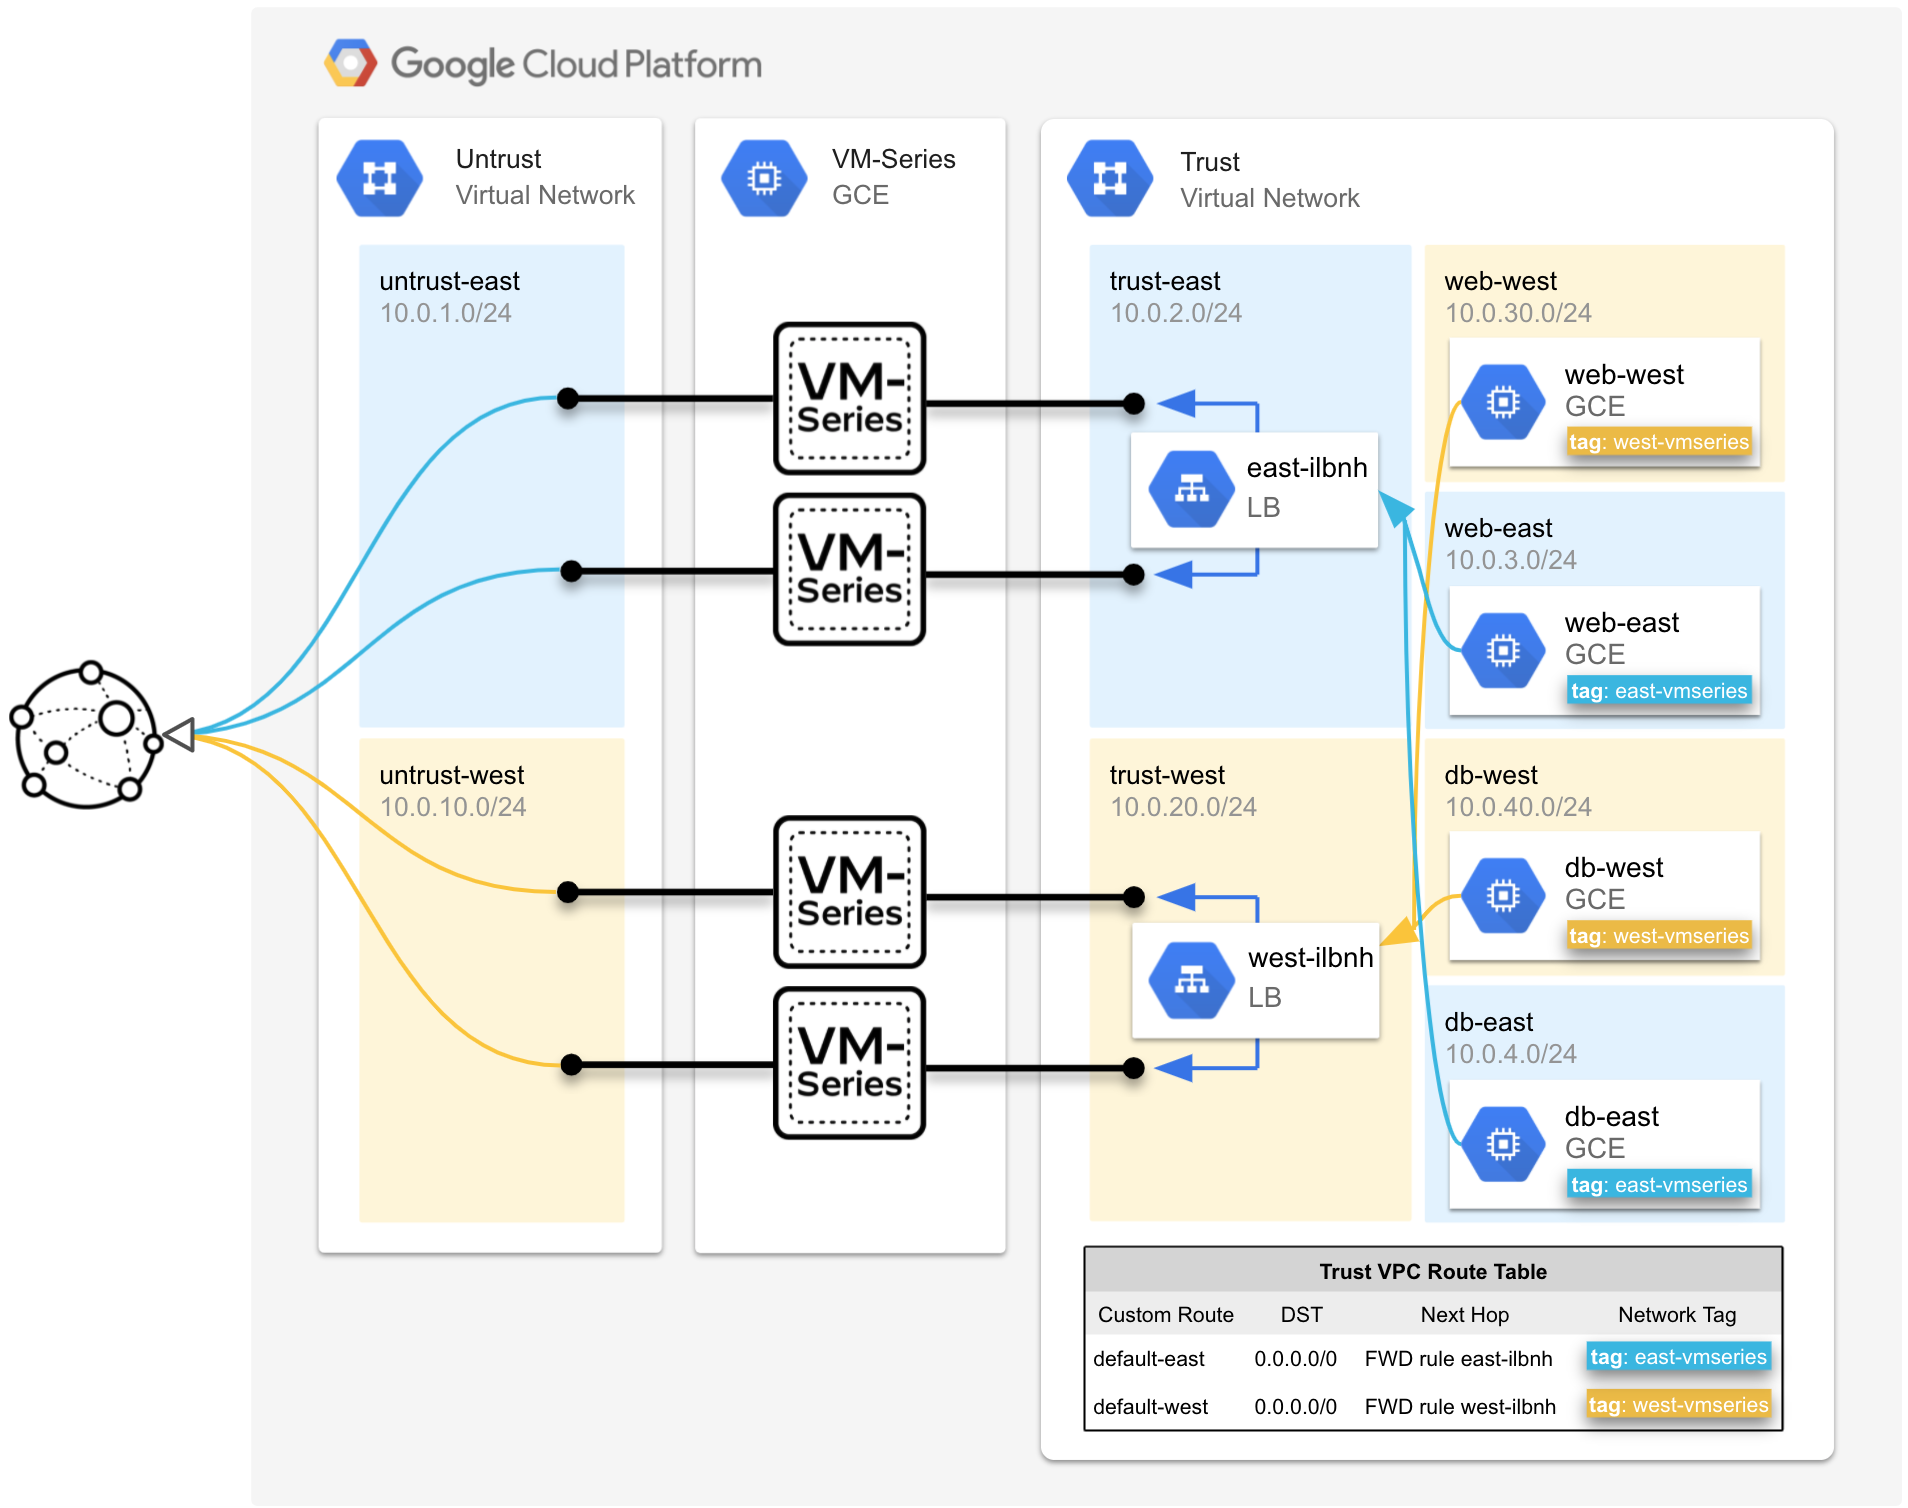 Google Cloud Platform
Untrust
Virtual Network
untrust-east
10.0.1.0/24
untrust-west
10.0.10.0/24
VM-Series
GCE
VM-
Series
VM-
Series
VM-
Series
VM-
Series
Trust
Virtual Network
trust-east
10.0.2.0/24
east-ilbnh
LB
trust-west
10.0.20.0/24
west-ilbnh
LB
web-west
10.0.30.0/24
web-west
GCE
tag: west-vmseries
web-east
10.0.3.0/24
web-east
GCE
tag: east-vmseries
db-west
10.0.40.0/24
db-west
GCE
tag: west-vmseries
db-east
10.0.4.0/24
db-east
GCE
tag: east-vmseries
Trust VPC Route Table
Custom Route DST Next Hop Network Tag
default-east 0.0.0.0/0 FWD rule east-ilbnh tag: east-vmseries
default-west 0.0.0.0/0 FWD rule west-ilbnh tag: west-vmseries